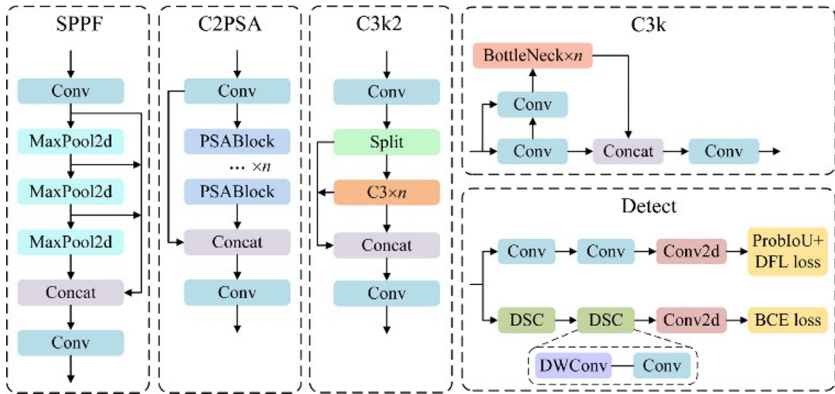 SPPF
Conv
MaxPool2d
MaxPool2d
MaxPool2d
Concat
Conv
C2PSA
Conv
PSABlock
··· ×n
PSABlock
Concat
Conv
C3k2
Conv
Split
C3×n
Concat
Conv
C3k
BottleNeck×n
Conv
Conv
Concat
Conv
Detect
Conv
Conv
Conv2d
ProbIoU+
DFL loss
DSC
DSC
Conv2d
BCE loss
DWConv
Conv